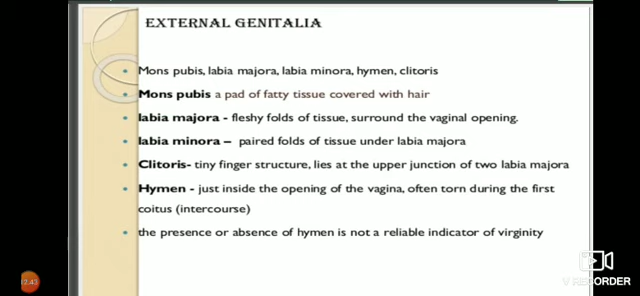 EXTERNAL GENITALIA
• Mons pubis, labia majora, labia minora, hymen, clitoris
• Mons pubis a pad of fatty tissue covered with hair
• labia majora - fleshy folds of tissue, surround the vaginal opening.
• labia minora – paired folds of tissue under labia majora
• Clitoris- tiny finger structure, lies at the upper junction of two labia majora
• Hymen - just inside the opening of the vagina, often torn during the first
coitus (intercourse)
• the presence or absence of hymen is not a reliable indicator of virginity
V RECORDER